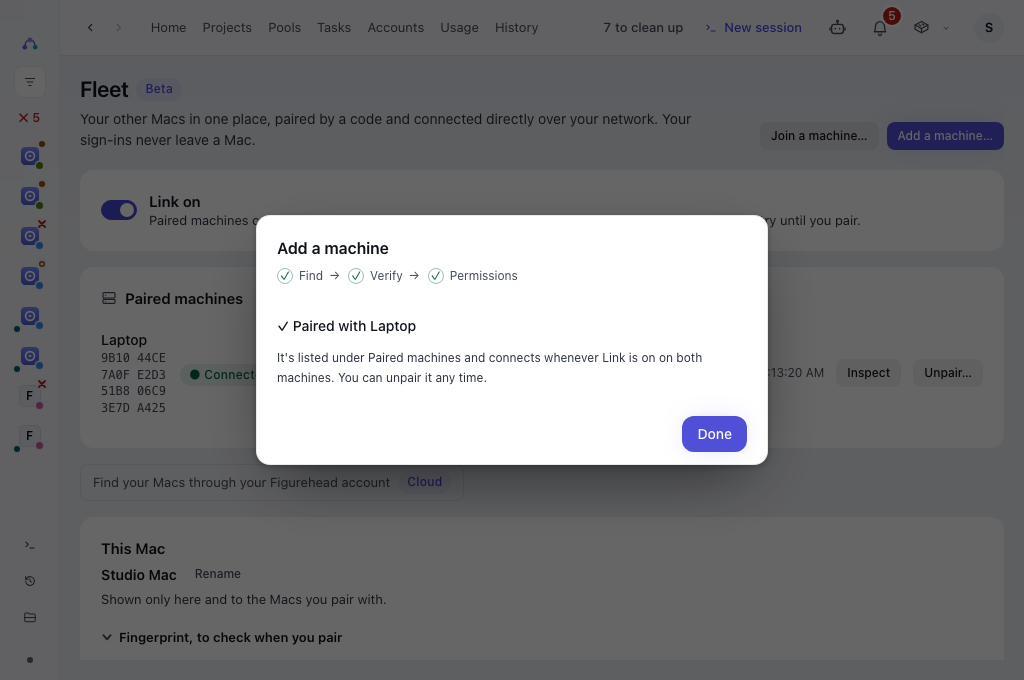 Home Projects Pools Tasks Accounts Usage History 7 to clean up New session 5 S
5
F
F
Fleet Beta
Your other Macs in one place, paired by a code and connected directly over your network. Your
sign-ins never leave a Mac.
Join a machine... Add a machine...
Link on
Paired machines
until you pair.
Add a machine
Find → Verify → Permissions
✓ Paired with Laptop
It's listed under Paired machines and connects whenever Link is on on both
machines. You can unpair it any time.
Done
Paired machines
Laptop
9B10 44CE
7A0F E2D3
51B8 06C9
3E7D A425
:13:20 AM Inspect Unpair...
Find your Macs through your Figurehead account Cloud
This Mac
Studio Mac Rename
Shown only here and to the Macs you pair with.
Fingerprint, to check when you pair